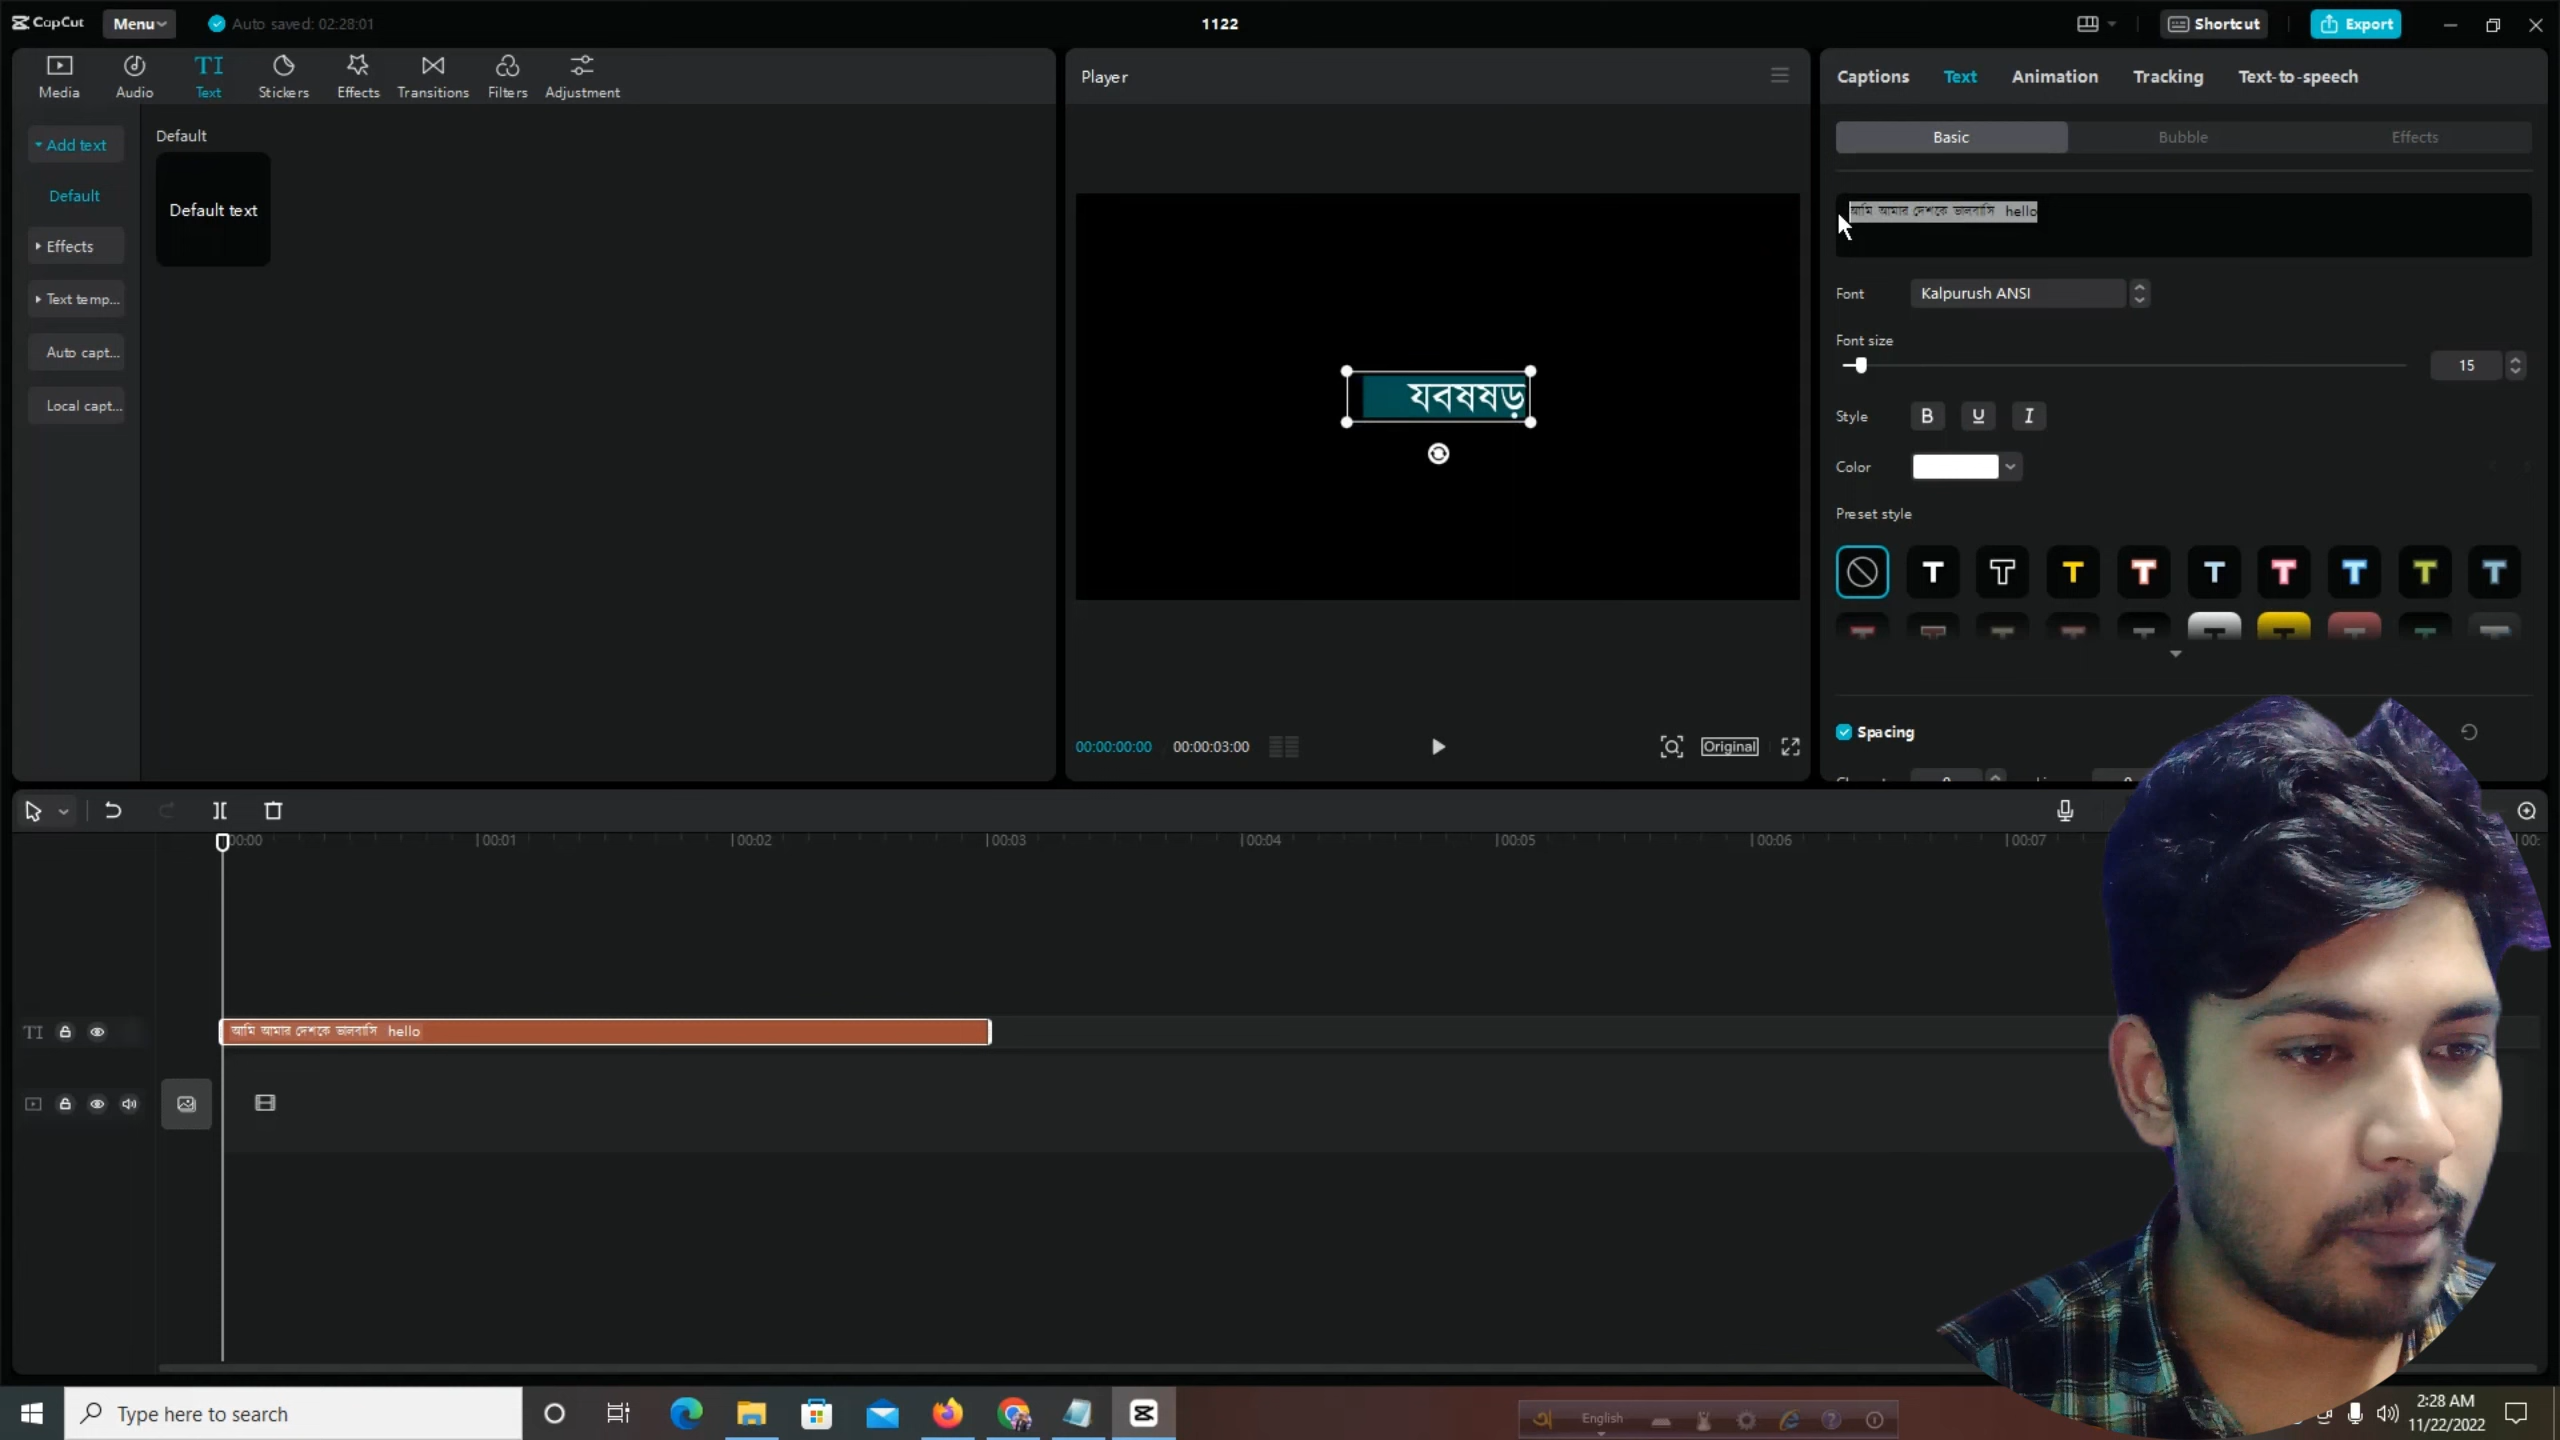 CapCut
Menu
Auto saved: 02:28:01
1122
Shortcut
Export
Media
Audio
TI
Text
Stickers
Effects
Transitions
Filters
Adjustment
Player
Captions
Text
Animation
Tracking
Text-to-speech
Add text
Default
Default
Default text
Effects
Text temp...
Auto capt...
Local capt...
যবষষড়
Basic
Bubble
Effects
আমি আমার দেশকে ভালবাসি hello
Font
Kalpurush ANSI
Font size
15
Style
B
U
I
Color
Preset style
T T T T T T T T T
Spacing
00:00:00:00
00:00:03:00
Original
00:00
00:01
00:02
00:03
00:04
00:05
00:06
00:07
00:
TI
আমি আমার দেশকে ভালবাসি hello
Type here to search
অ
English
2:28 AM
11/22/2022